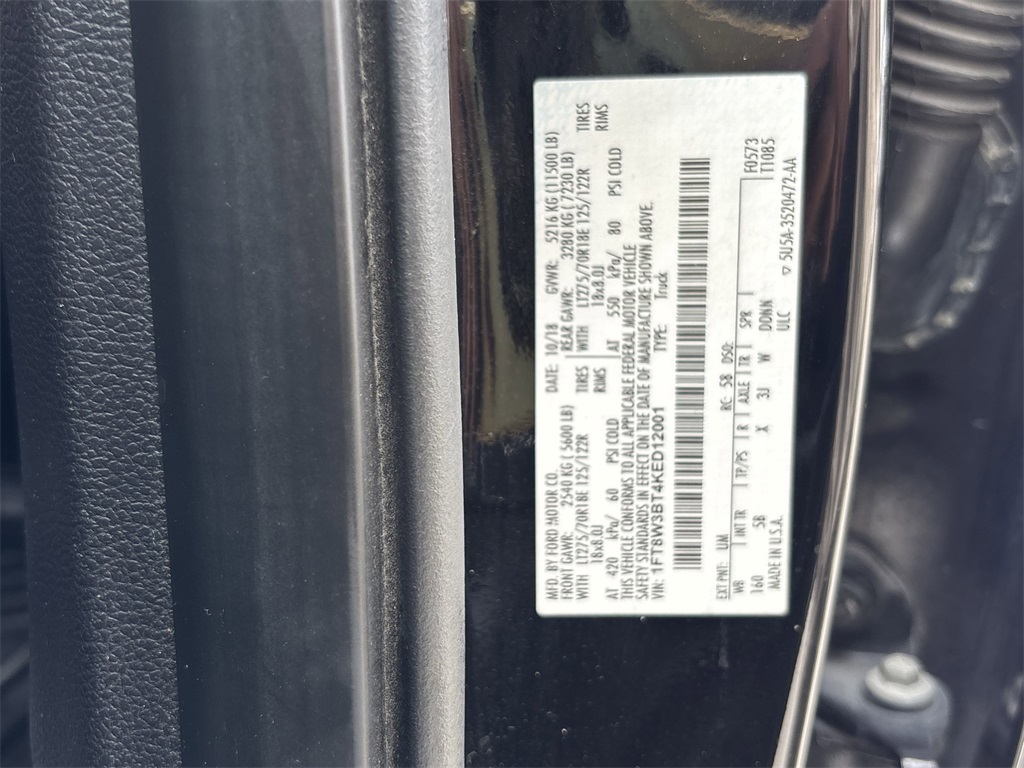 MFD. BY FORD MOTOR CO. DATE: 10/18 GVWR: 5216 KG (11500 LB)
FRONT GAWR: 2540 KG (5600 LB) REAR GAWR: 3280 KG (7230 LB)
WITH LT275/70R18E 125/122R TIRES WITH LT275/70R18E 125/122R TIRES
18x8.0J RIMS 18x8.0J RIMS
AT 420 kPa/ 60 PSI COLD AT 550 kPa/ 80 PSI COLD
THIS VEHICLE CONFORMS TO ALL APPLICABLE FEDERAL MOTOR VEHICLE
SAFETY STANDARDS IN EFFECT ON THE DATE OF MANUFACTURE SHOWN ABOVE.
VIN: 1FT8W3BT4KED12001 TYPE: Truck
EXT PNT: UM RC: 58 DSO: F0573
WB INT TR TP/PS R AXLE TR SPR T1085
160 5B X 3J W DDNN
MADE IN U.S.A. ULC 5U5A-3520472-AA